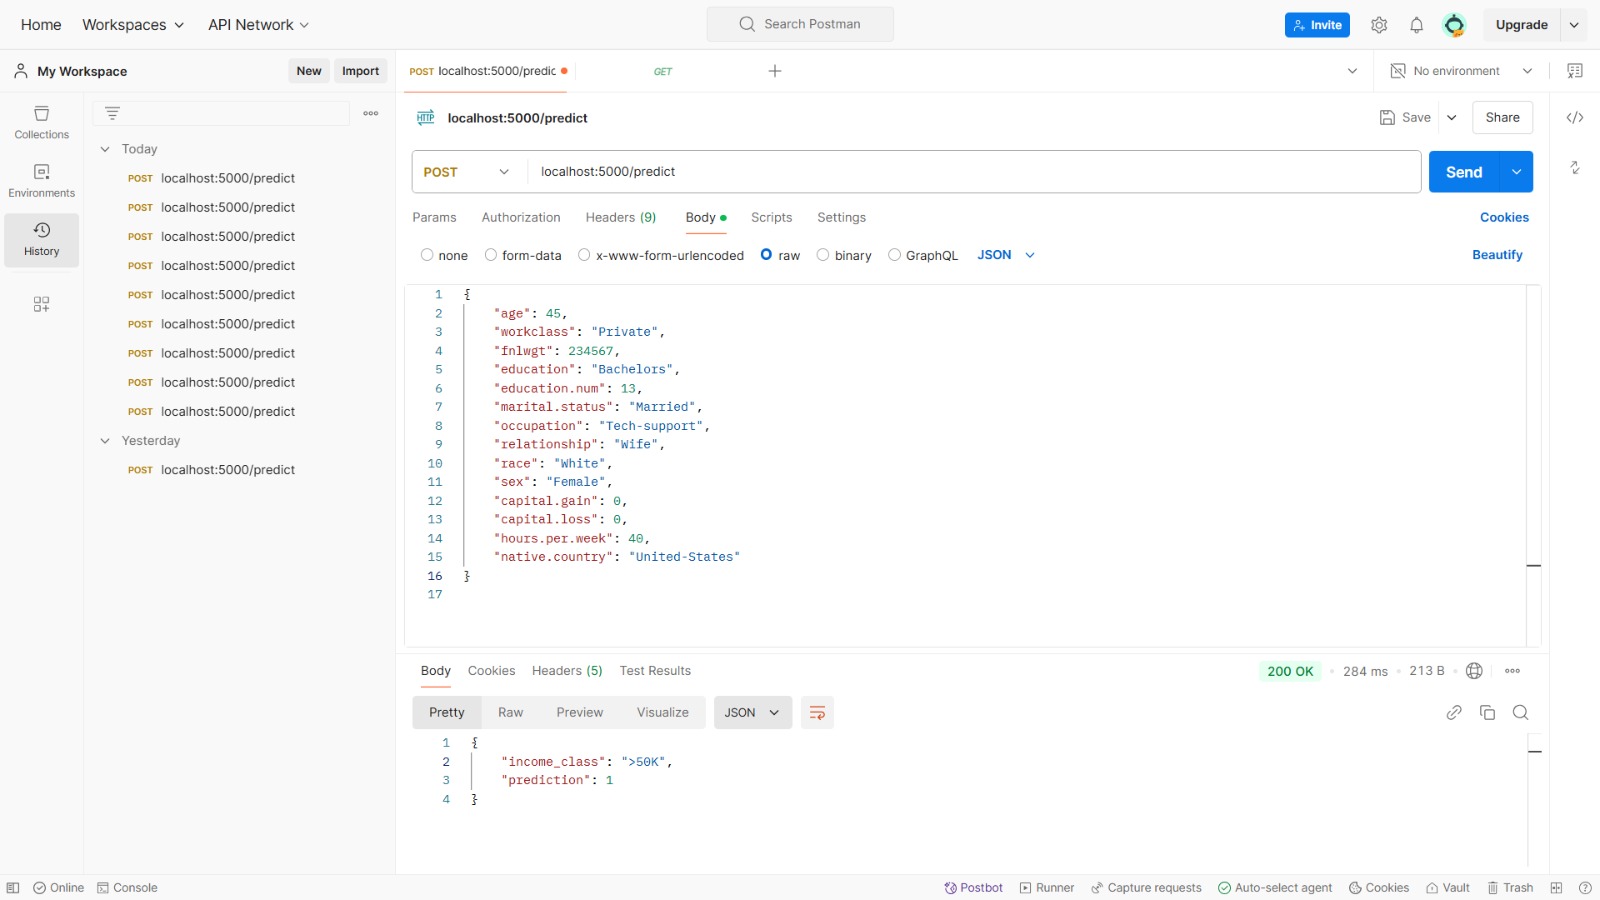 Home Workspaces API Network Search Postman Invite Upgrade
My Workspace New Import POST localhost:5000/predic GET No environment
Collections
Environments
History
Today
POST localhost:5000/predict
POST localhost:5000/predict
POST localhost:5000/predict
POST localhost:5000/predict
POST localhost:5000/predict
POST localhost:5000/predict
POST localhost:5000/predict
POST localhost:5000/predict
POST localhost:5000/predict
Yesterday
POST localhost:5000/predict
HTTP localhost:5000/predict Save Share
POST localhost:5000/predict Send
Params Authorization Headers (9) Body Scripts Settings Cookies
none form-data x-www-form-urlencoded raw binary GraphQL JSON Beautify
1 {
2 "age": 45,
3 "workclass": "Private",
4 "fnlwgt": 234567,
5 "education": "Bachelors",
6 "education.num": 13,
7 "marital.status": "Married",
8 "occupation": "Tech-support",
9 "relationship": "Wife",
10 "race": "White",
11 "sex": "Female",
12 "capital.gain": 0,
13 "capital.loss": 0,
14 "hours.per.week": 40,
15 "native.country": "United-States"
16 }
17
Body Cookies Headers (5) Test Results 200 OK 284 ms 213 B
Pretty Raw Preview Visualize JSON
1 {
2 "income_class": ">50K",
3 "prediction": 1
4 }
Online Console Postbot Runner Capture requests Auto-select agent Cookies Vault Trash